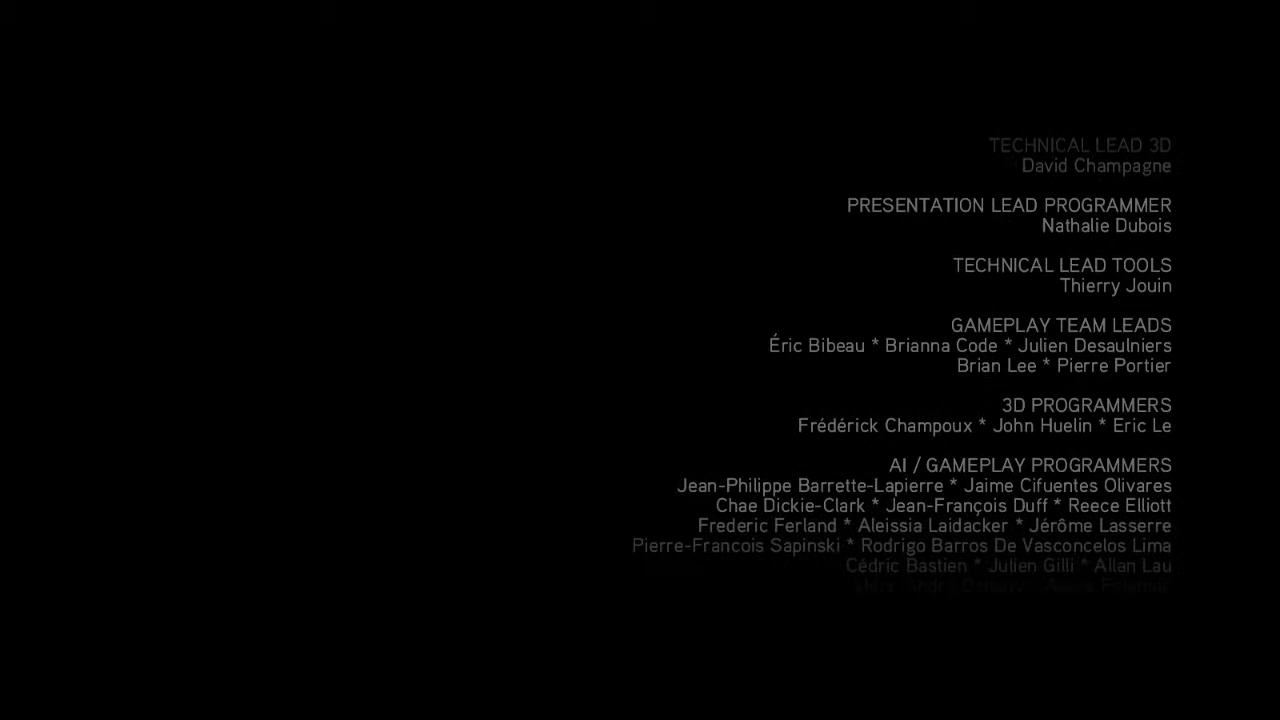 TECHNICAL LEAD 3D
David Champagne
PRESENTATION LEAD PROGRAMMER
Nathalie Dubois
TECHNICAL LEAD TOOLS
Thierry Jouin
GAMEPLAY TEAM LEADS
Éric Bibeau * Brianna Code * Julien Desaulniers
Brian Lee * Pierre Portier
3D PROGRAMMERS
Frédérick Champoux * John Huelin * Eric Le
AI / GAMEPLAY PROGRAMMERS
Jean-Philippe Barrette-Lapierre * Jaime Cifuentes Olivares
Chae Dickie-Clark * Jean-François Duff * Reece Elliott
Frederic Ferland * Aleissia Laidacker * Jérôme Lasserre
Pierre-Francois Sapinski * Rodrigo Barros De Vasconcelos Lima
Cédric Bastien * Julien Gilli * Allan Lau